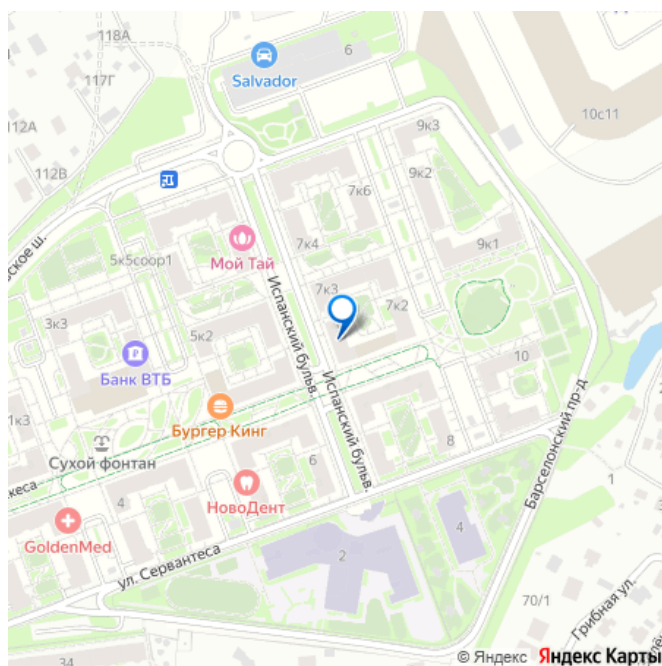 118А
117Г
6
Salvador
112А
10с11
9к3
112В
7к6
9к2
7к4
Мой Тай
9к1
5к5соор1
вское ш.
7к3
7к2
Испанский бульв.
3к3
5к2
Банк ВТБ
10
Испанский бульв.
Бургер Кинг
1к3
Сухой фонтан
8
Барселонский пр-д
6
кеса
НовоДент
4
1
GoldenMed
4
2
ул. Сервантеса
70/1
Грибная ул.
34
© Яндекс Яндекс Карты